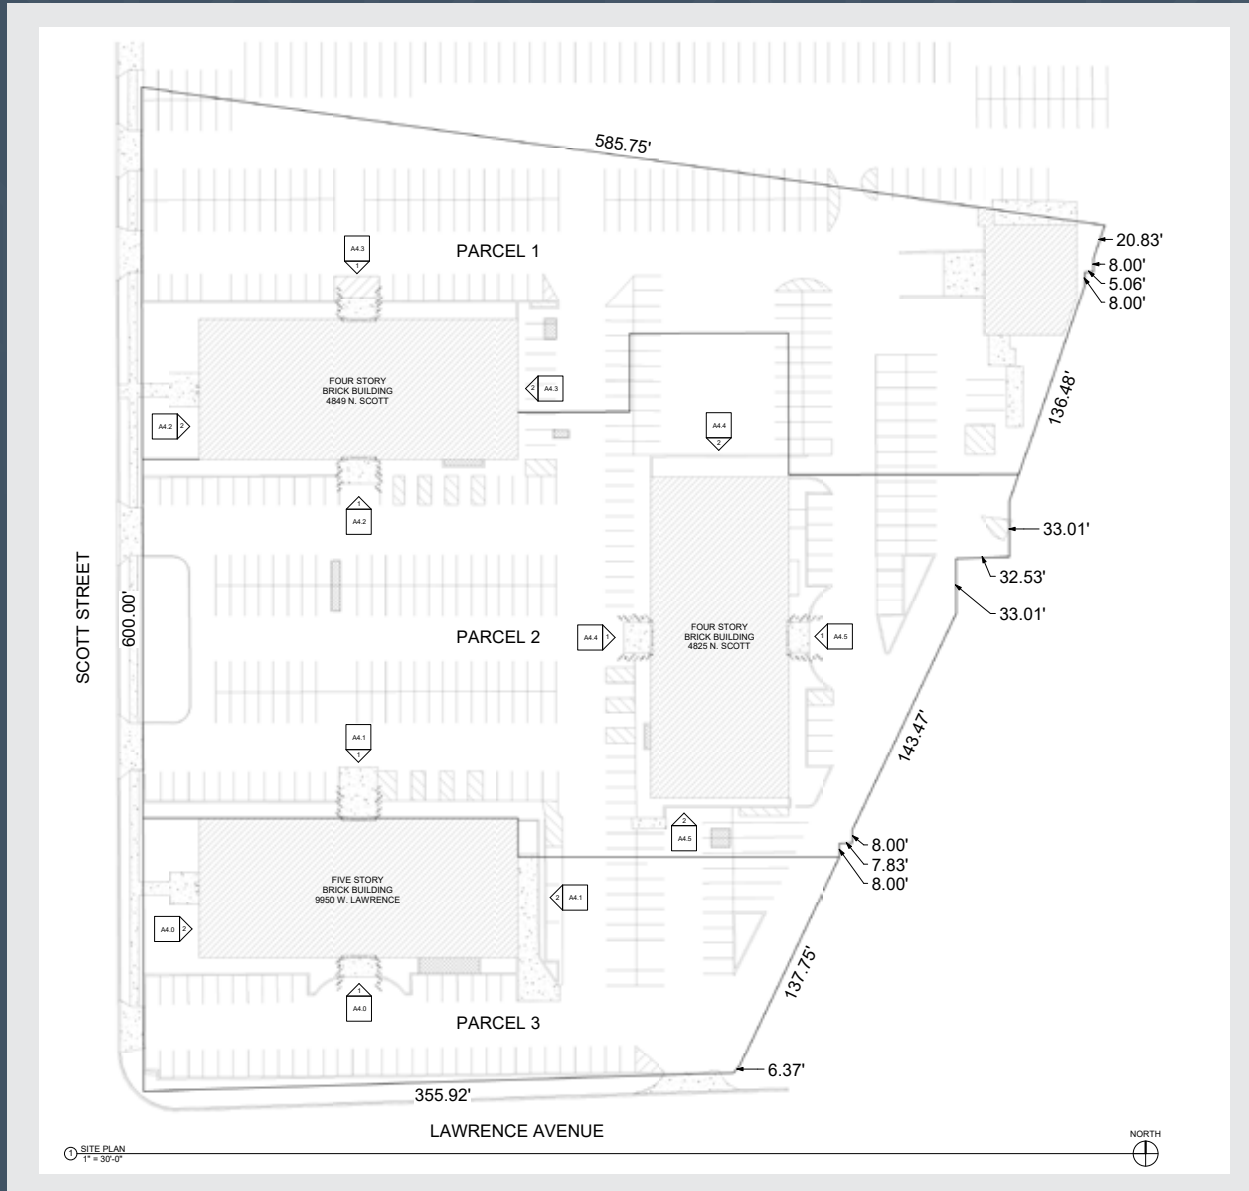 585.75'
20.83'
8.00'
5.06'
8.00'
A4.3
1
PARCEL 1
FOUR STORY
BRICK BUILDING
4849 N. SCOTT
2
A4.3
136.48'
A4.2
2
A4.4
2
1
A4.2
33.01'
32.53'
33.01'
SCOTT STREET
600.00'
PARCEL 2
A4.4
1
FOUR STORY
BRICK BUILDING
4825 N. SCOTT
1
A4.5
143.47'
A4.1
1
2
A4.5
8.00'
7.83'
8.00'
FIVE STORY
BRICK BUILDING
9950 W. LAWRENCE
2
A4.1
A4.0
2
137.75'
1
A4.0
PARCEL 3
6.37'
355.92'
LAWRENCE AVENUE
NORTH
1
SITE PLAN
1" = 30'-0"